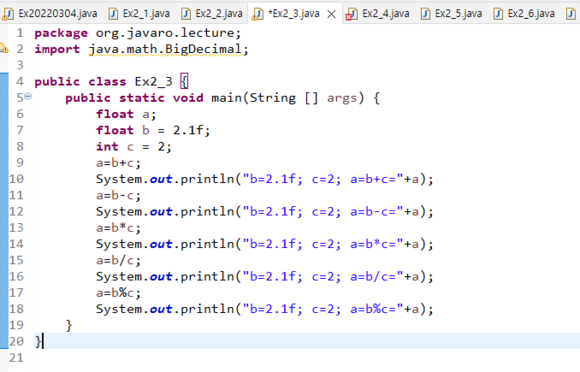 Ex20220304.java Ex2_1.java Ex2_2.java *Ex2_3.java Ex2_4.java Ex2_5.java Ex2_6.java
1 package org.javaro.lecture;
2 import java.math.BigDecimal;
3
4 public class Ex2_3 {
5 public static void main(String [] args) {
6 float a;
7 float b = 2.1f;
8 int c = 2;
9 a=b+c;
10 System.out.println("b=2.1f; c=2; a=b+c="+a);
11 a=b-c;
12 System.out.println("b=2.1f; c=2; a=b-c="+a);
13 a=b*c;
14 System.out.println("b=2.1f; c=2; a=b*c="+a);
15 a=b/c;
16 System.out.println("b=2.1f; c=2; a=b/c="+a);
17 a=b%c;
18 System.out.println("b=2.1f; c=2; a=b%c="+a);
19 }
20 }
21